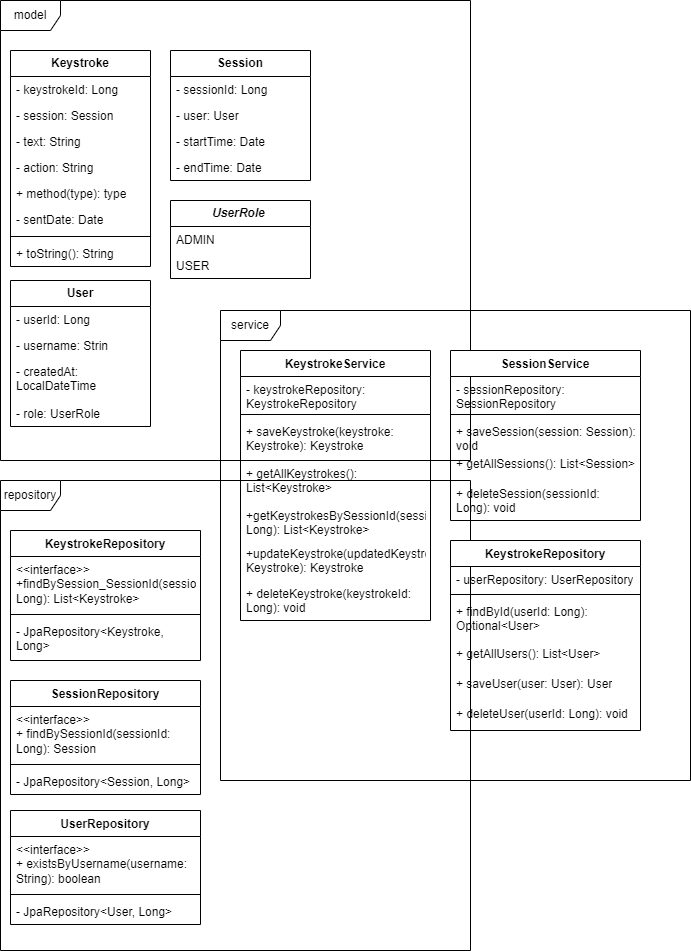 model
Keystroke
- keystrokeId: Long
- session: Session
- text: String
- action: String
+ method(type): type
- sentDate: Date
+ toString(): String
Session
- sessionId: Long
- user: User
- startTime: Date
- endTime: Date
UserRole
ADMIN
USER
User
- userId: Long
- username: Strin
- createdAt:
LocalDateTime
- role: UserRole
service
KeystrokeService
- keystrokeRepository:
KeystrokeRepository
+ saveKeystroke(keystroke:
Keystroke): Keystroke
+ getAllKeystrokes():
List<Keystroke>
+getKeystrokesBySessionId(sessi
Long): List<Keystroke>
+updateKeystroke(updatedKeystro
Keystroke): Keystroke
+ deleteKeystroke(keystrokeId:
Long): void
SessionService
- sessionRepository:
SessionRepository
+ saveSession(session: Session):
void
+ getAllSessions(): List<Session>
+ deleteSession(sessionId:
Long): void
KeystrokeRepository
- userRepository: UserRepository
+ findById(userId: Long):
Optional<User>
+ getAllUsers(): List<User>
+ saveUser(user: User): User
+ deleteUser(userId: Long): void
repository
KeystrokeRepository
<<interface>>
+findBySession_SessionId(sessio
Long): List<Keystroke>
- JpaRepository<Keystroke,
Long>
SessionRepository
<<interface>>
+ findBySessionId(sessionId:
Long): Session
- JpaRepository<Session, Long>
UserRepository
<<interface>>
+ existsByUsername(username:
String): boolean
- JpaRepository<User, Long>